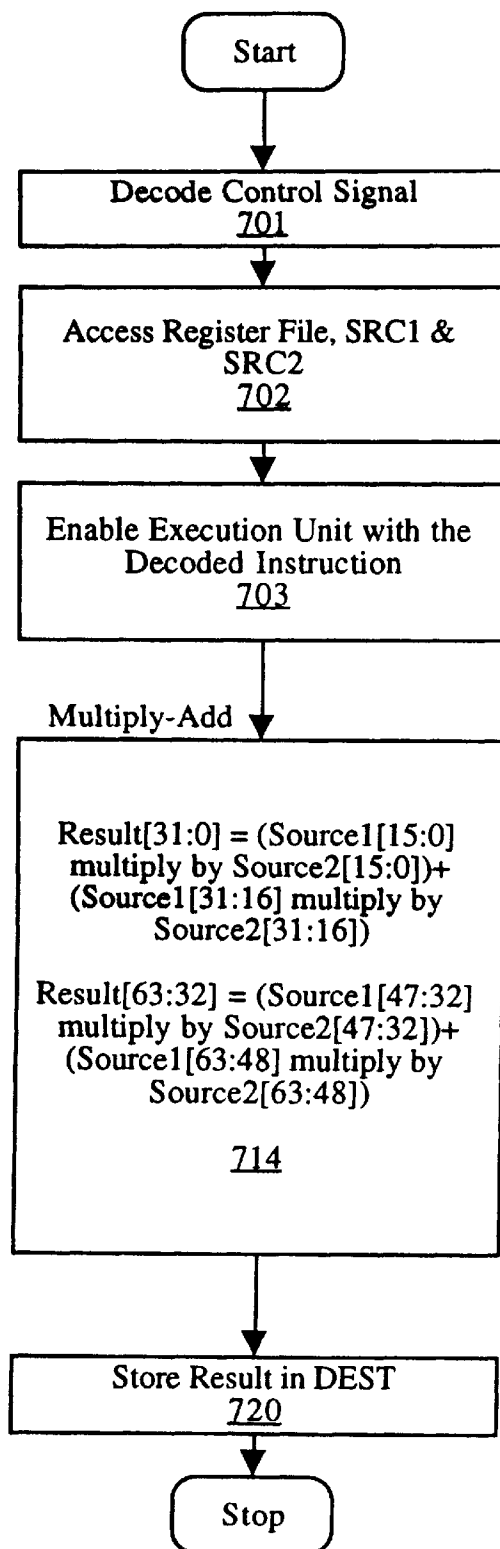 Start
Decode Control Signal
701
Access Register File, SRC1 &
SRC2
702
Enable Execution Unit with the
Decoded Instruction
703
Multiply-Add
Result[31:0] = (Source1[15:0]
multiply by Source2[15:0])+
(Source1[31:16] multiply by
Source2[31:16])
Result[63:32] = (Source1[47:32]
multiply by Source2[47:32])+
(Source1[63:48] multiply by
Source2[63:48])
714
Store Result in DEST
720
Stop